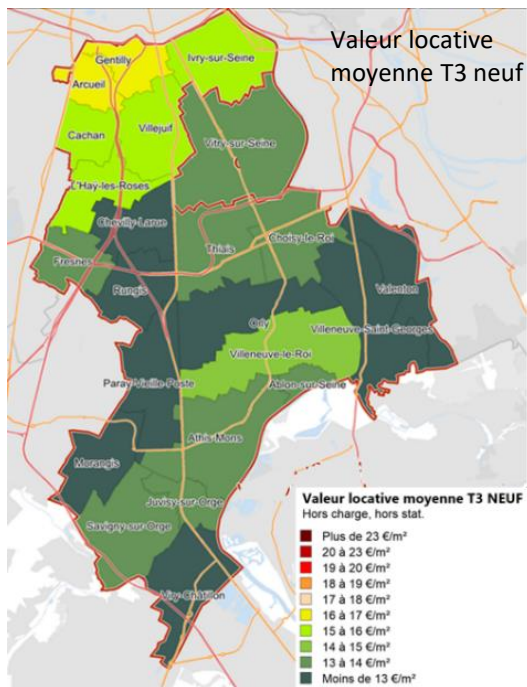 Valeur locative
moyenne T3 neuf
Ivry-sur-Seine
Gentilly
Arcueil
Cachan
Villejuif
Vitry-sur-Seine
L'Hay-les-Roses
Chevilly-Larue
Fresnes
Thiais
Choisy-le-Roi
Rungis
Valenton
Orly
Villeneuve-Saint-Georges
Villeneuve-le-Roi
Paray-Vieille-Poste
Ablon-sur-Seine
Athis-Mons
Morangis
Juvisy-sur-Orge
Savigny-sur-Orge
Viry-Châtillon
Valeur locative moyenne T3 NEUF
Hors charge, hors stat.
Plus de 23 €/m²
20 à 23 €/m²
19 à 20 €/m²
18 à 19 €/m²
17 à 18 €/m²
16 à 17 €/m²
15 à 16 €/m²
14 à 15 €/m²
13 à 14 €/m²
Moins de 13 €/m²